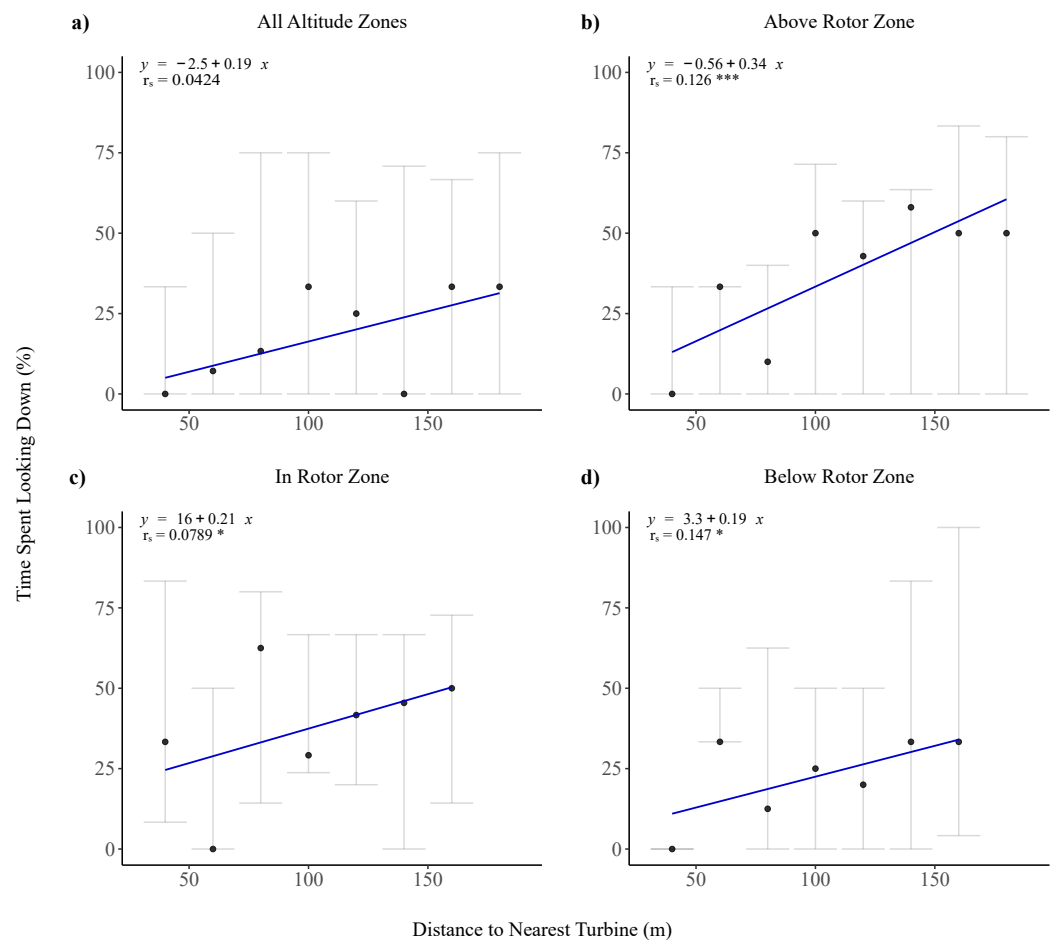 a)
All Altitude Zones
y = −2.5 + 0.19 x
rₛ = 0.0424
100
75
50
25
0
50
100
150
b)
Above Rotor Zone
y = −0.56 + 0.34 x
rₛ = 0.126 ***
100
75
50
25
0
50
100
150
Time Spent Looking Down (%)
c)
In Rotor Zone
y = 16 + 0.21 x
rₛ = 0.0789 *
100
75
50
25
0
50
100
150
d)
Below Rotor Zone
y = 3.3 + 0.19 x
rₛ = 0.147 *
100
75
50
25
0
50
100
150
Distance to Nearest Turbine (m)